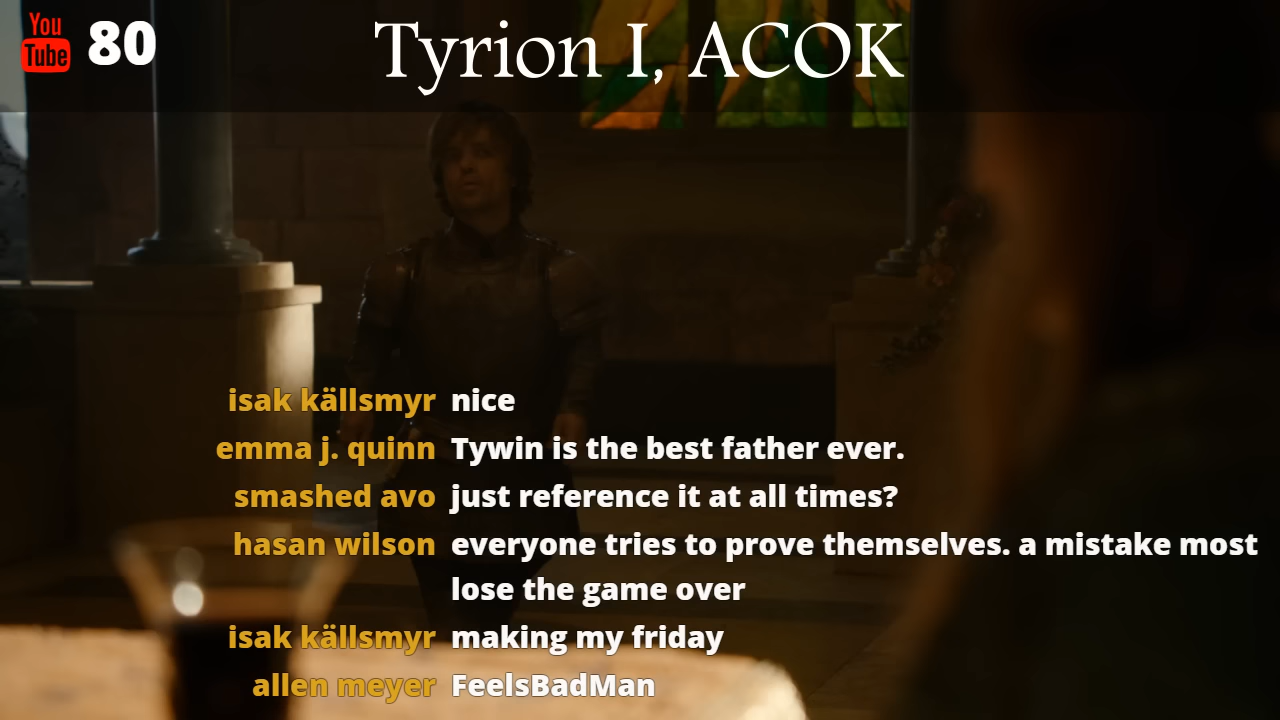 You
Tube 80
Tyrion I, ACOK
isak källsmyr nice
emma j. quinn Tywin is the best father ever.
smashed avo just reference it at all times?
hasan wilson everyone tries to prove themselves. a mistake most
lose the game over
isak källsmyr making my friday
allen meyer FeelsBadMan